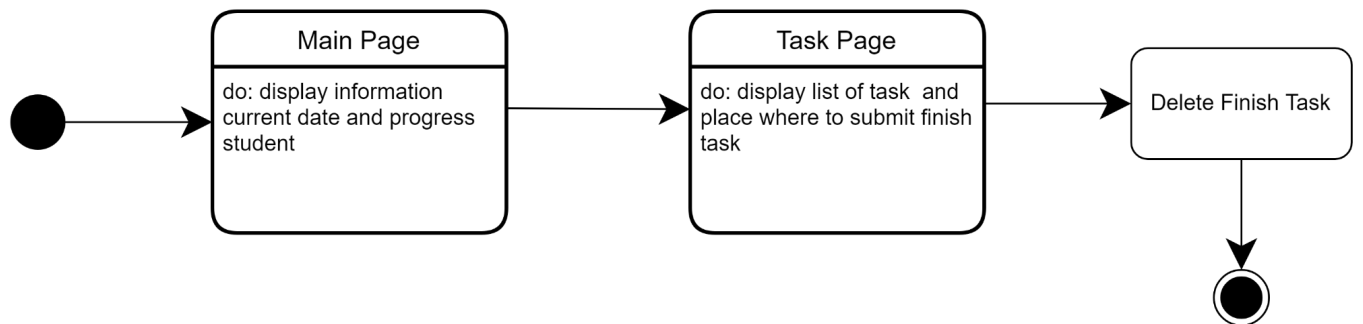 Main Page
do: display information
current date and progress
student
Task Page
do: display list of task  and
place where to submit finish
task
Delete Finish Task